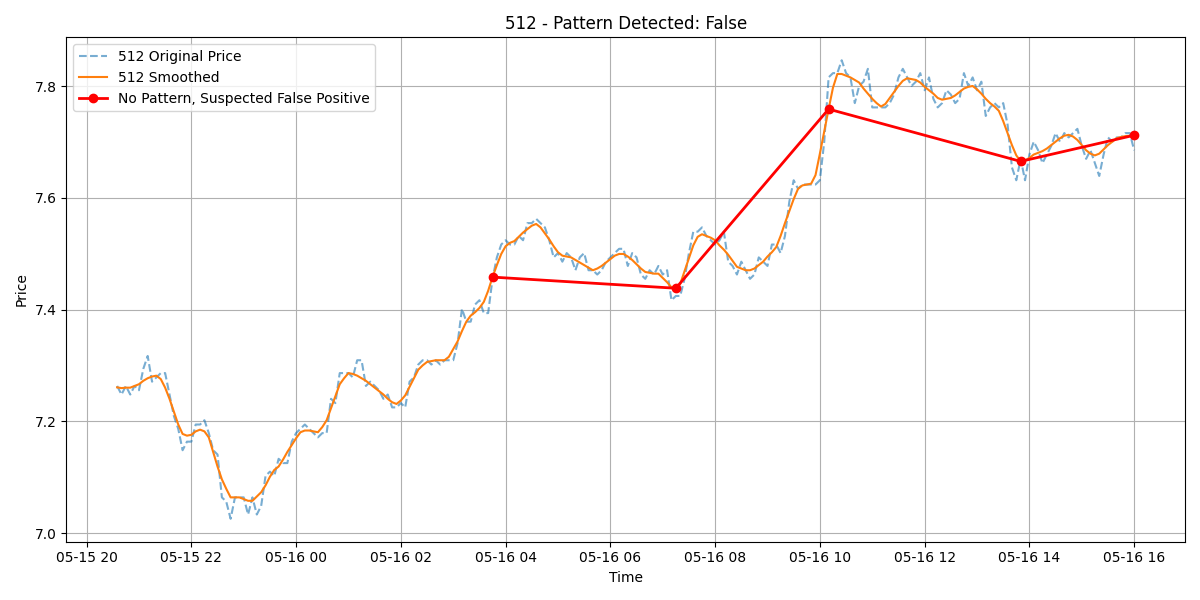 512 - Pattern Detected: False
512 Original Price
512 Smoothed
No Pattern, Suspected False Positive
Price
7.8
7.6
7.4
7.2
7.0
05-15 20 05-15 22 05-16 00 05-16 02 05-16 04 05-16 06 05-16 08 05-16 10 05-16 12 05-16 14 05-16 16
Time